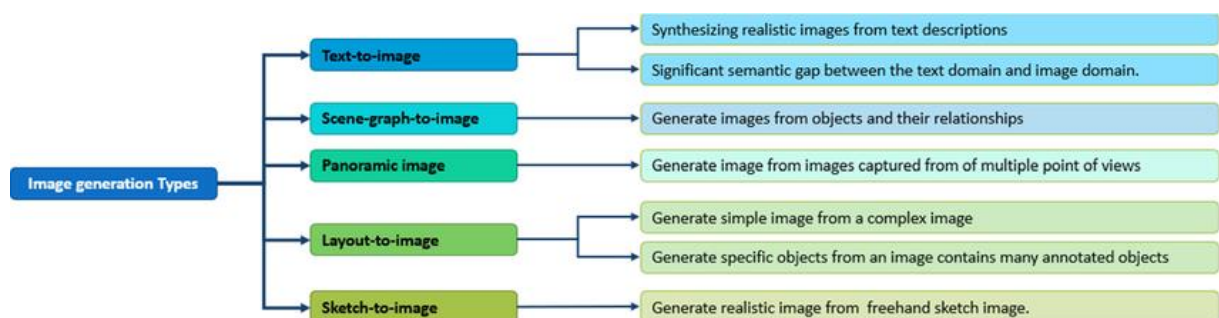 Image generation Types
Text-to-image
Synthesizing realistic images from text descriptions
Significant semantic gap between the text domain and image domain.
Scene-graph-to-image
Generate images from objects and their relationships
Panoramic image
Generate image from images captured from of multiple point of views
Layout-to-image
Generate simple image from a complex image
Generate specific objects from an image contains many annotated objects
Sketch-to-image
Generate realistic image from freehand sketch image.